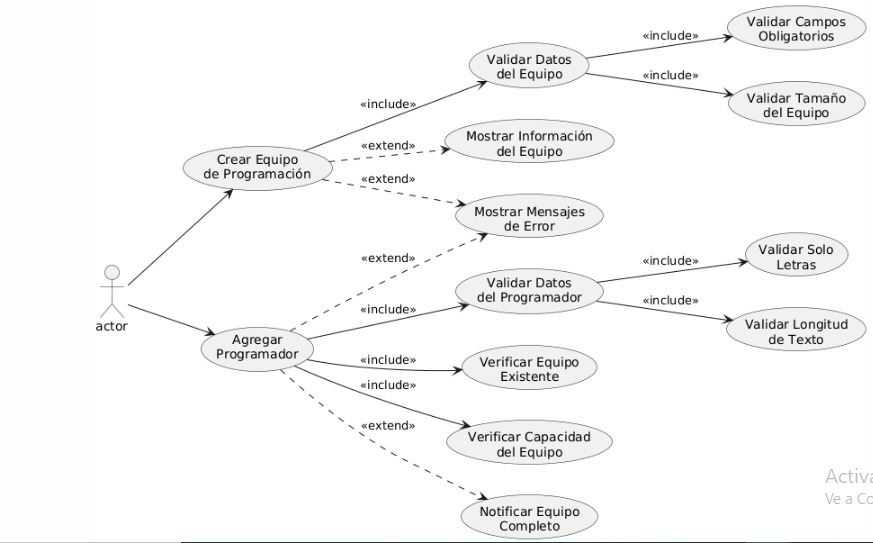 Validar Campos
Obligatorios
«include»
Validar Datos
del Equipo
«include»
Validar Tamaño
del Equipo
«include»
Mostrar Información
del Equipo
«extend»
Crear Equipo
de Programación
«extend»
Mostrar Mensajes
de Error
«extend»
Validar Solo
Letras
«include»
Validar Datos
del Programador
«include»
«include»
Validar Longitud
de Texto
actor
Agregar
Programador
«include»
Verificar Equipo
Existente
«include»
«extend»
Verificar Capacidad
del Equipo
Notificar Equipo
Completo
Activa
Ve a Co